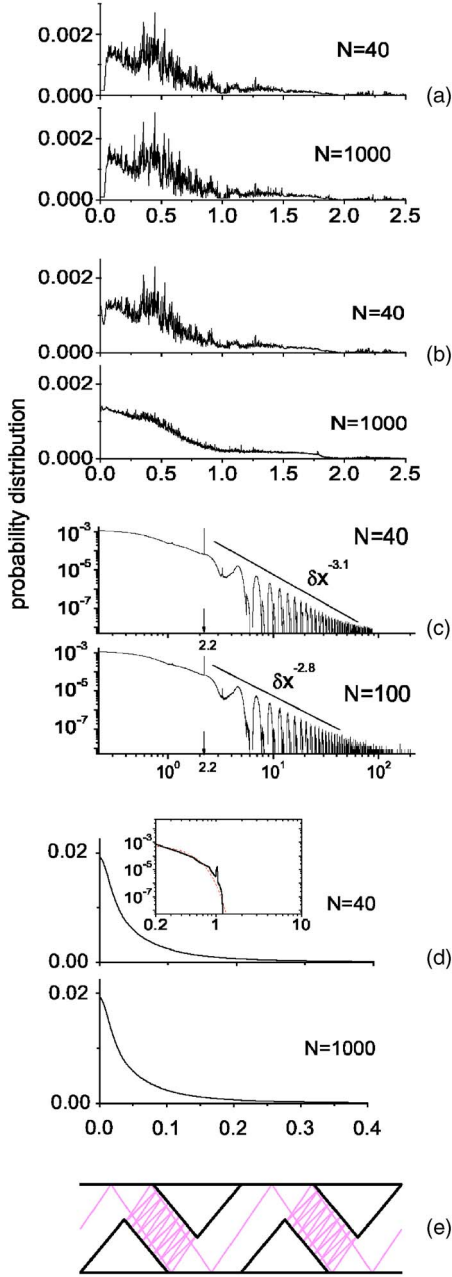 0.002
N=40
0.000
(a)
0.002
N=1000
0.000
0.0 0.5 1.0 1.5 2.0 2.5
0.002
N=40
0.000
(b)
0.002
N=1000
0.000
0.0 0.5 1.0 1.5 2.0 2.5
probability distribution
10^-3
N=40
10^-5
δx^-3.1
10^-7
(c)
2.2
10^-3
δx^-2.8
N=100
10^-5
10^-7
10^0 2.2 10^1 10^2
0.02
10^-3
10^-5
10^-7
0.2 1 10
N=40
0.00
(d)
0.02
N=1000
0.00
0.0 0.1 0.2 0.3 0.4
(e)